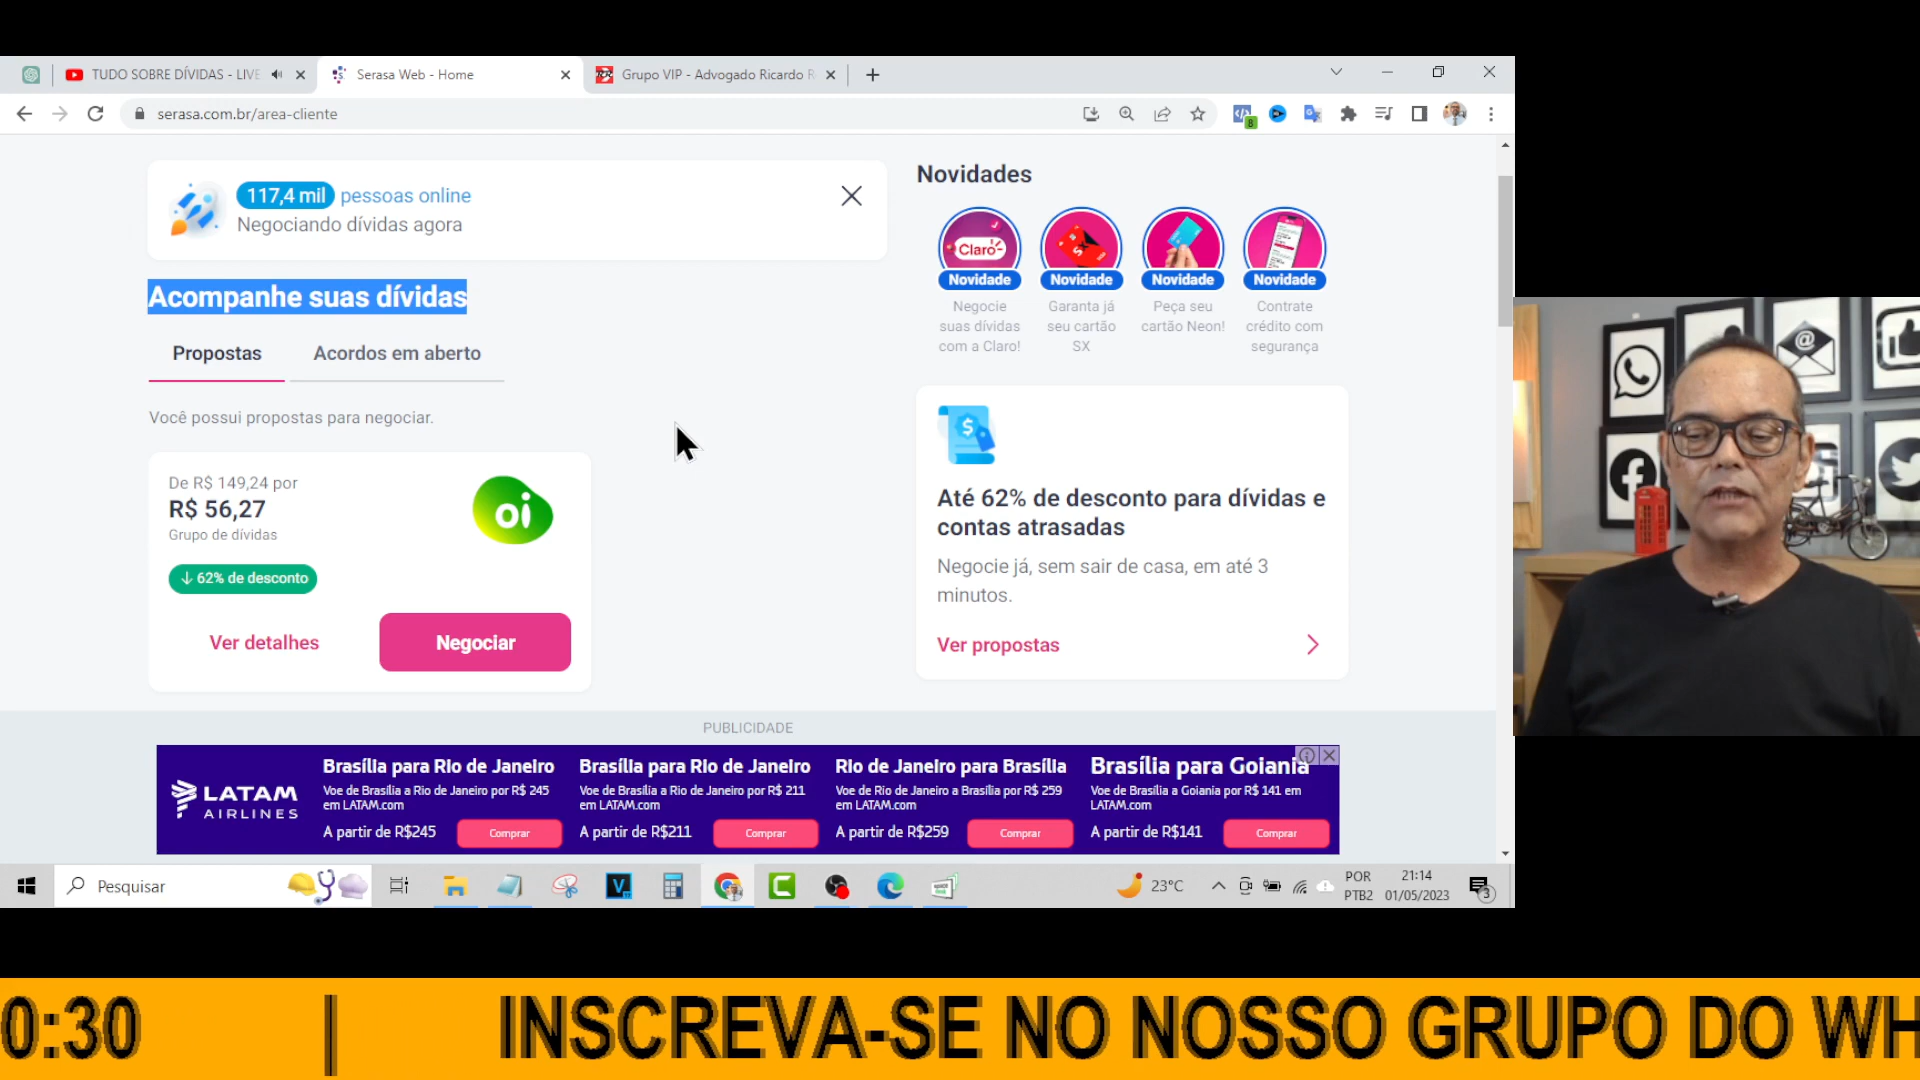 TUDO SOBRE DÍVIDAS - LIVE
Serasa Web - Home
Grupo VIP - Advogado Ricardo R
serasa.com.br/area-cliente
8
117,4 mil pessoas online
Negociando dívidas agora
Acompanhe suas dívidas
Propostas
Acordos em aberto
Você possui propostas para negociar.
De R$ 149,24 por
R$ 56,27
Grupo de dívidas
oi
62% de desconto
Ver detalhes
Negociar
Novidades
Claro
Novidade
Negocie
suas dívidas
com a Claro!
SX
Novidade
Garanta já
seu cartão
SX
Novidade
Peça seu
cartão Neon!
Novidade
Contrate
crédito com
segurança
$
Até 62% de desconto para dívidas e
contas atrasadas
Negocie já, sem sair de casa, em até 3
minutos.
Ver propostas
PUBLICIDADE
LATAM
AIRLINES
Brasília para Rio de Janeiro
Voe de Brasília a Rio de Janeiro por R$ 245
em LATAM.com
A partir de R$245
Comprar
Brasília para Rio de Janeiro
Voe de Brasília a Rio de Janeiro por R$ 211
em LATAM.com
A partir de R$211
Comprar
Rio de Janeiro para Brasília
Voe de Rio de Janeiro a Brasília por R$ 259
em LATAM.com
A partir de R$259
Comprar
Brasília para Goiania
Voe de Brasília a Goiania por R$ 141 em
LATAM.com
A partir de R$141
Comprar
Pesquisar
23°C
POR
PTB2
21:14
01/05/2023
3
0:30 | INSCREVA-SE NO NOSSO GRUPO DO WH